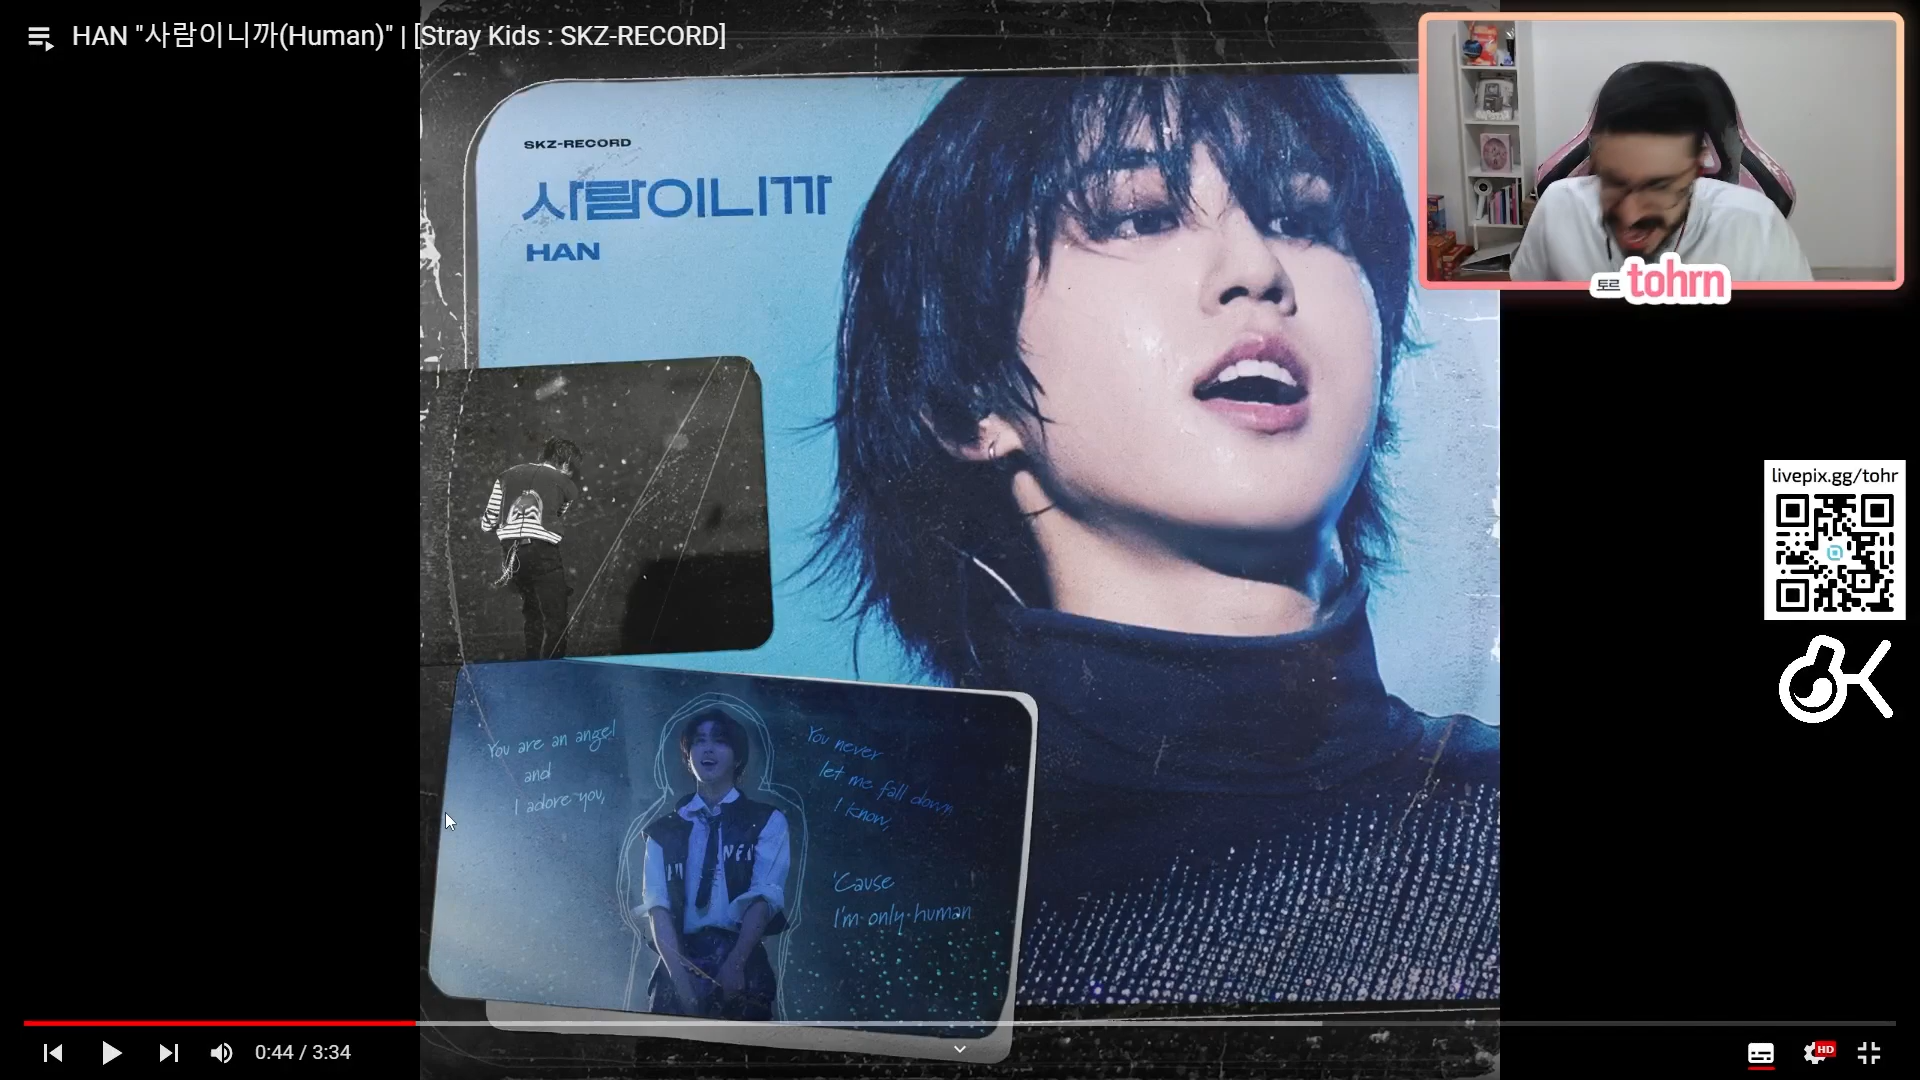 HAN "사람이니까(Human)" | [Stray Kids : SKZ-RECORD]
SKZ-RECORD
사람이니까
HAN
토르 tohrn
livepix.gg/tohr
You are an angel
and
I adore you,
You never
let me fall down
I know,
'Cause
I'm only human
0:44 / 3:34
HD